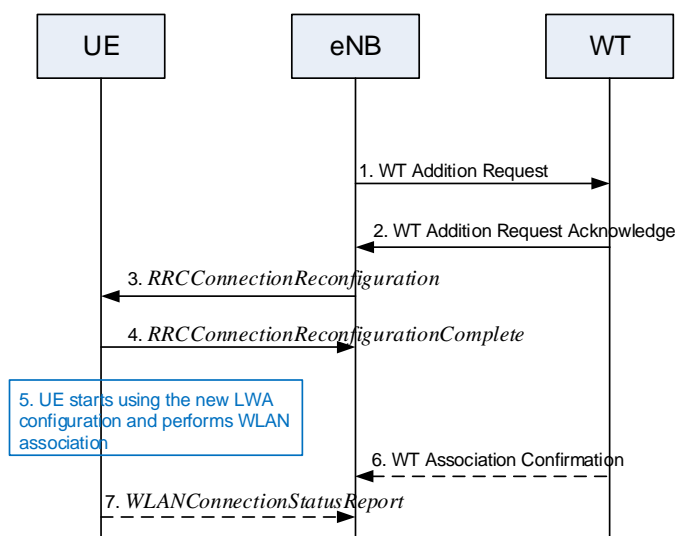 UE
eNB
WT
1. WT Addition Request
2. WT Addition Request Acknowledge
3. RRCConnectionReconfiguration
4. RRCConnectionReconfigurationComplete
5. UE starts using the new LWA
configuration and performs WLAN
association
6. WT Association Confirmation
7. WLANConnectionStatusReport